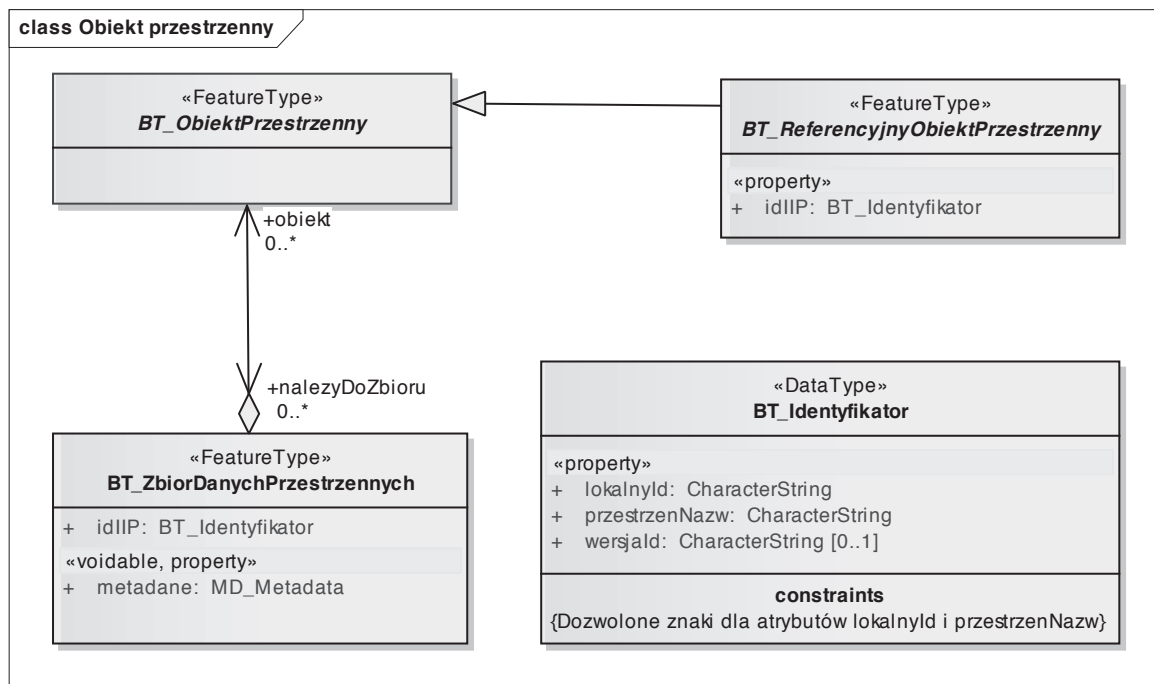 class Obiekt przestrzenny
«FeatureType»
BT_ObiektPrzestrzenny
«FeatureType»
BT_ReferencyjnyObiektPrzestrzenny
«property»
+ idIIP: BT_Identyfikator
+obiekt
0..*
+nalezyDoZbioru
0..*
«FeatureType»
BT_ZbiorDanychPrzestrzennych
+ idIIP: BT_Identyfikator
«voidable, property»
+ metadane: MD_Metadata
«DataType»
BT_Identyfikator
«property»
+ lokalnyId: CharacterString
+ przestrzenNazw: CharacterString
+ wersjaId: CharacterString [0..1]
constraints
{Dozwolone znaki dla atrybutów lokalnyId i przestrzenNazw}